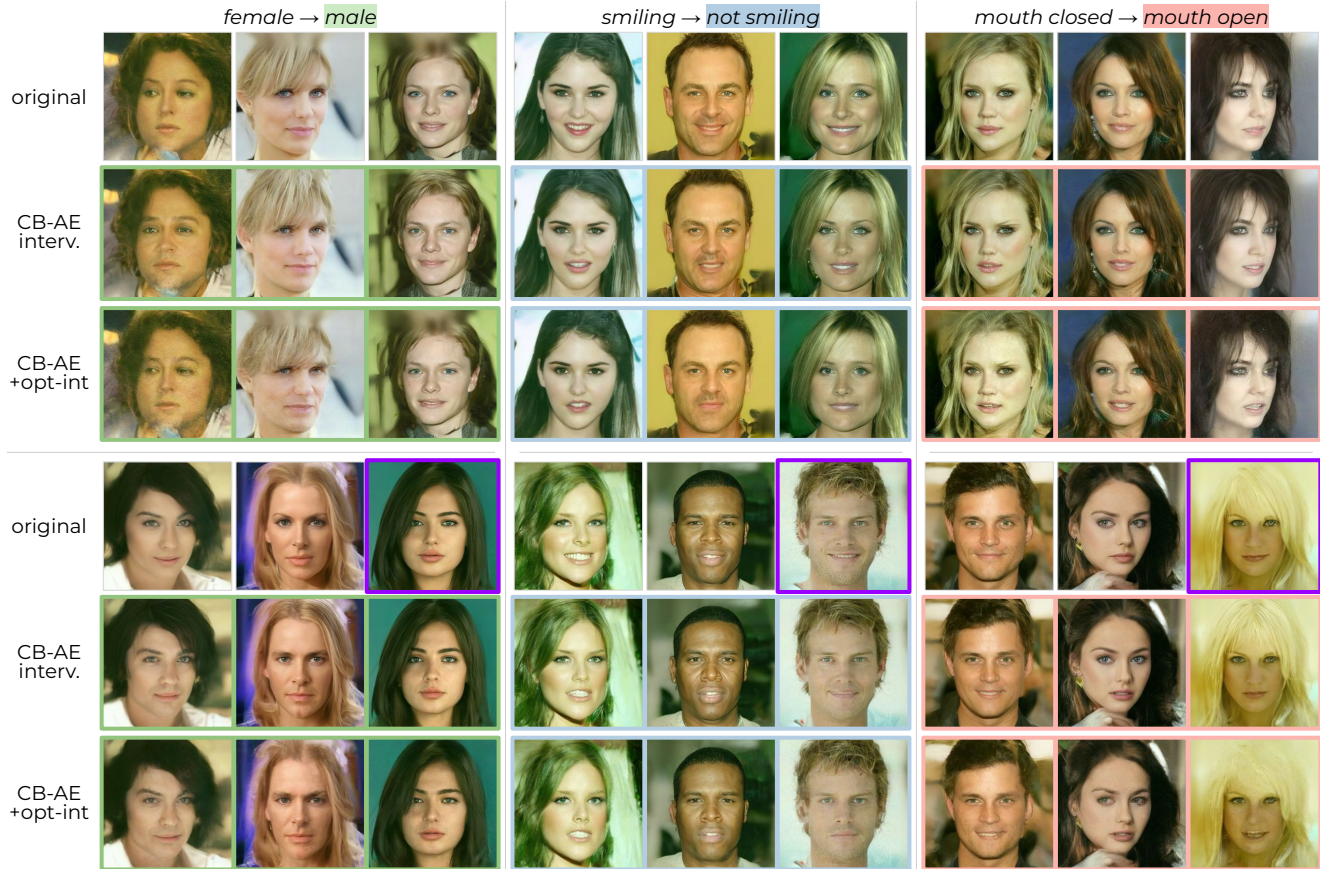 female → male
smiling → not smiling
mouth closed → mouth open
original
CB-AE
interv.
CB-AE
+opt-int
original
CB-AE
interv.
CB-AE
+opt-int